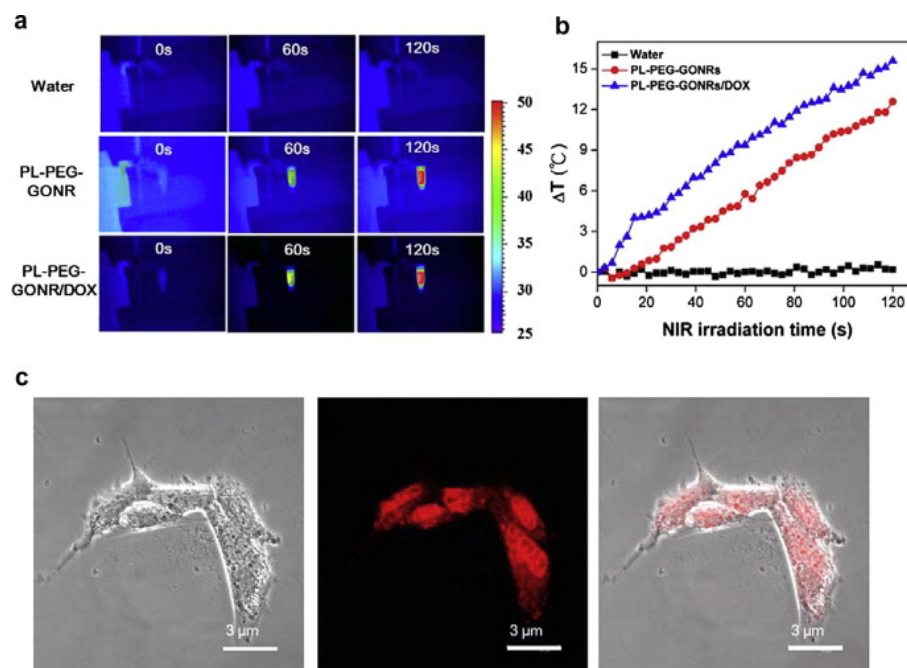 a
0s
60s
120s
Water
0s
60s
120s
PL-PEG-
GONR
0s
60s
120s
PL-PEG-
GONR/DOX
50
45
40
35
30
25
b
Water
PL-PEG-GONRs
PL-PEG-GONRs/DOX
15
12
9
6
3
0
ΔT (℃)
0
20
40
60
80
100
120
NIR irradiation time (s)
c
3 μm
3 μm
3 μm